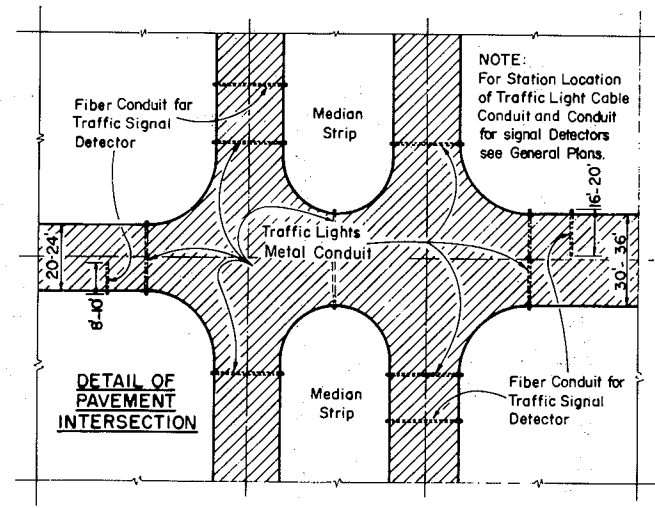 NOTE:
For Station Location
of Traffic Light Cable
Conduit and Conduit
for signal Detectors
see General Plans.
Fiber Conduit for
Traffic Signal
Detector
Median
Strip
16'-20'
20-24'
8'-10'
Traffic Lights
Metal Conduit
30' - 36'
DETAIL OF
PAVEMENT
INTERSECTION
Median
Strip
Fiber Conduit for
Traffic Signal
Detector